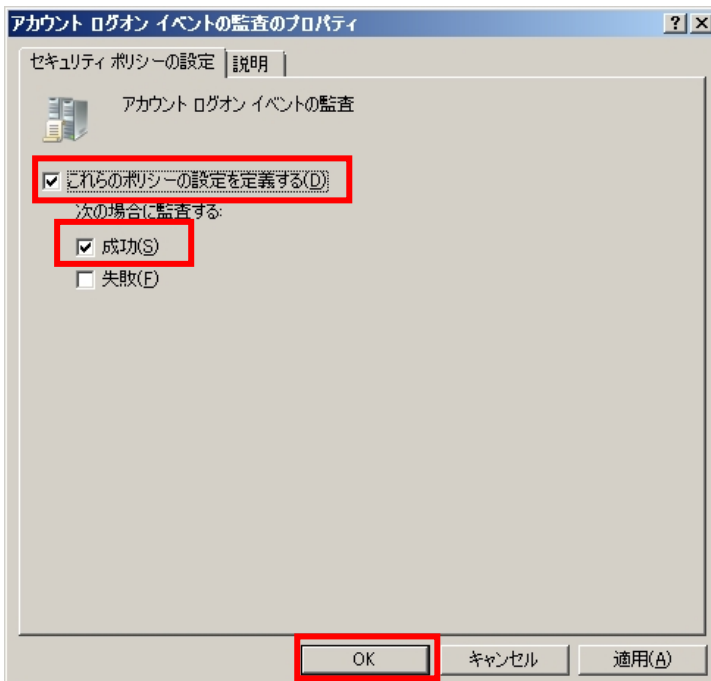 アカウント ログオン イベントの監査のプロパティ
セキュリティ ポリシーの設定 説明
アカウント ログオン イベントの監査
これらのポリシーの設定を定義する(D)
次の場合に監査する:
成功(S)
失敗(F)
OK キャンセル 適用(A)